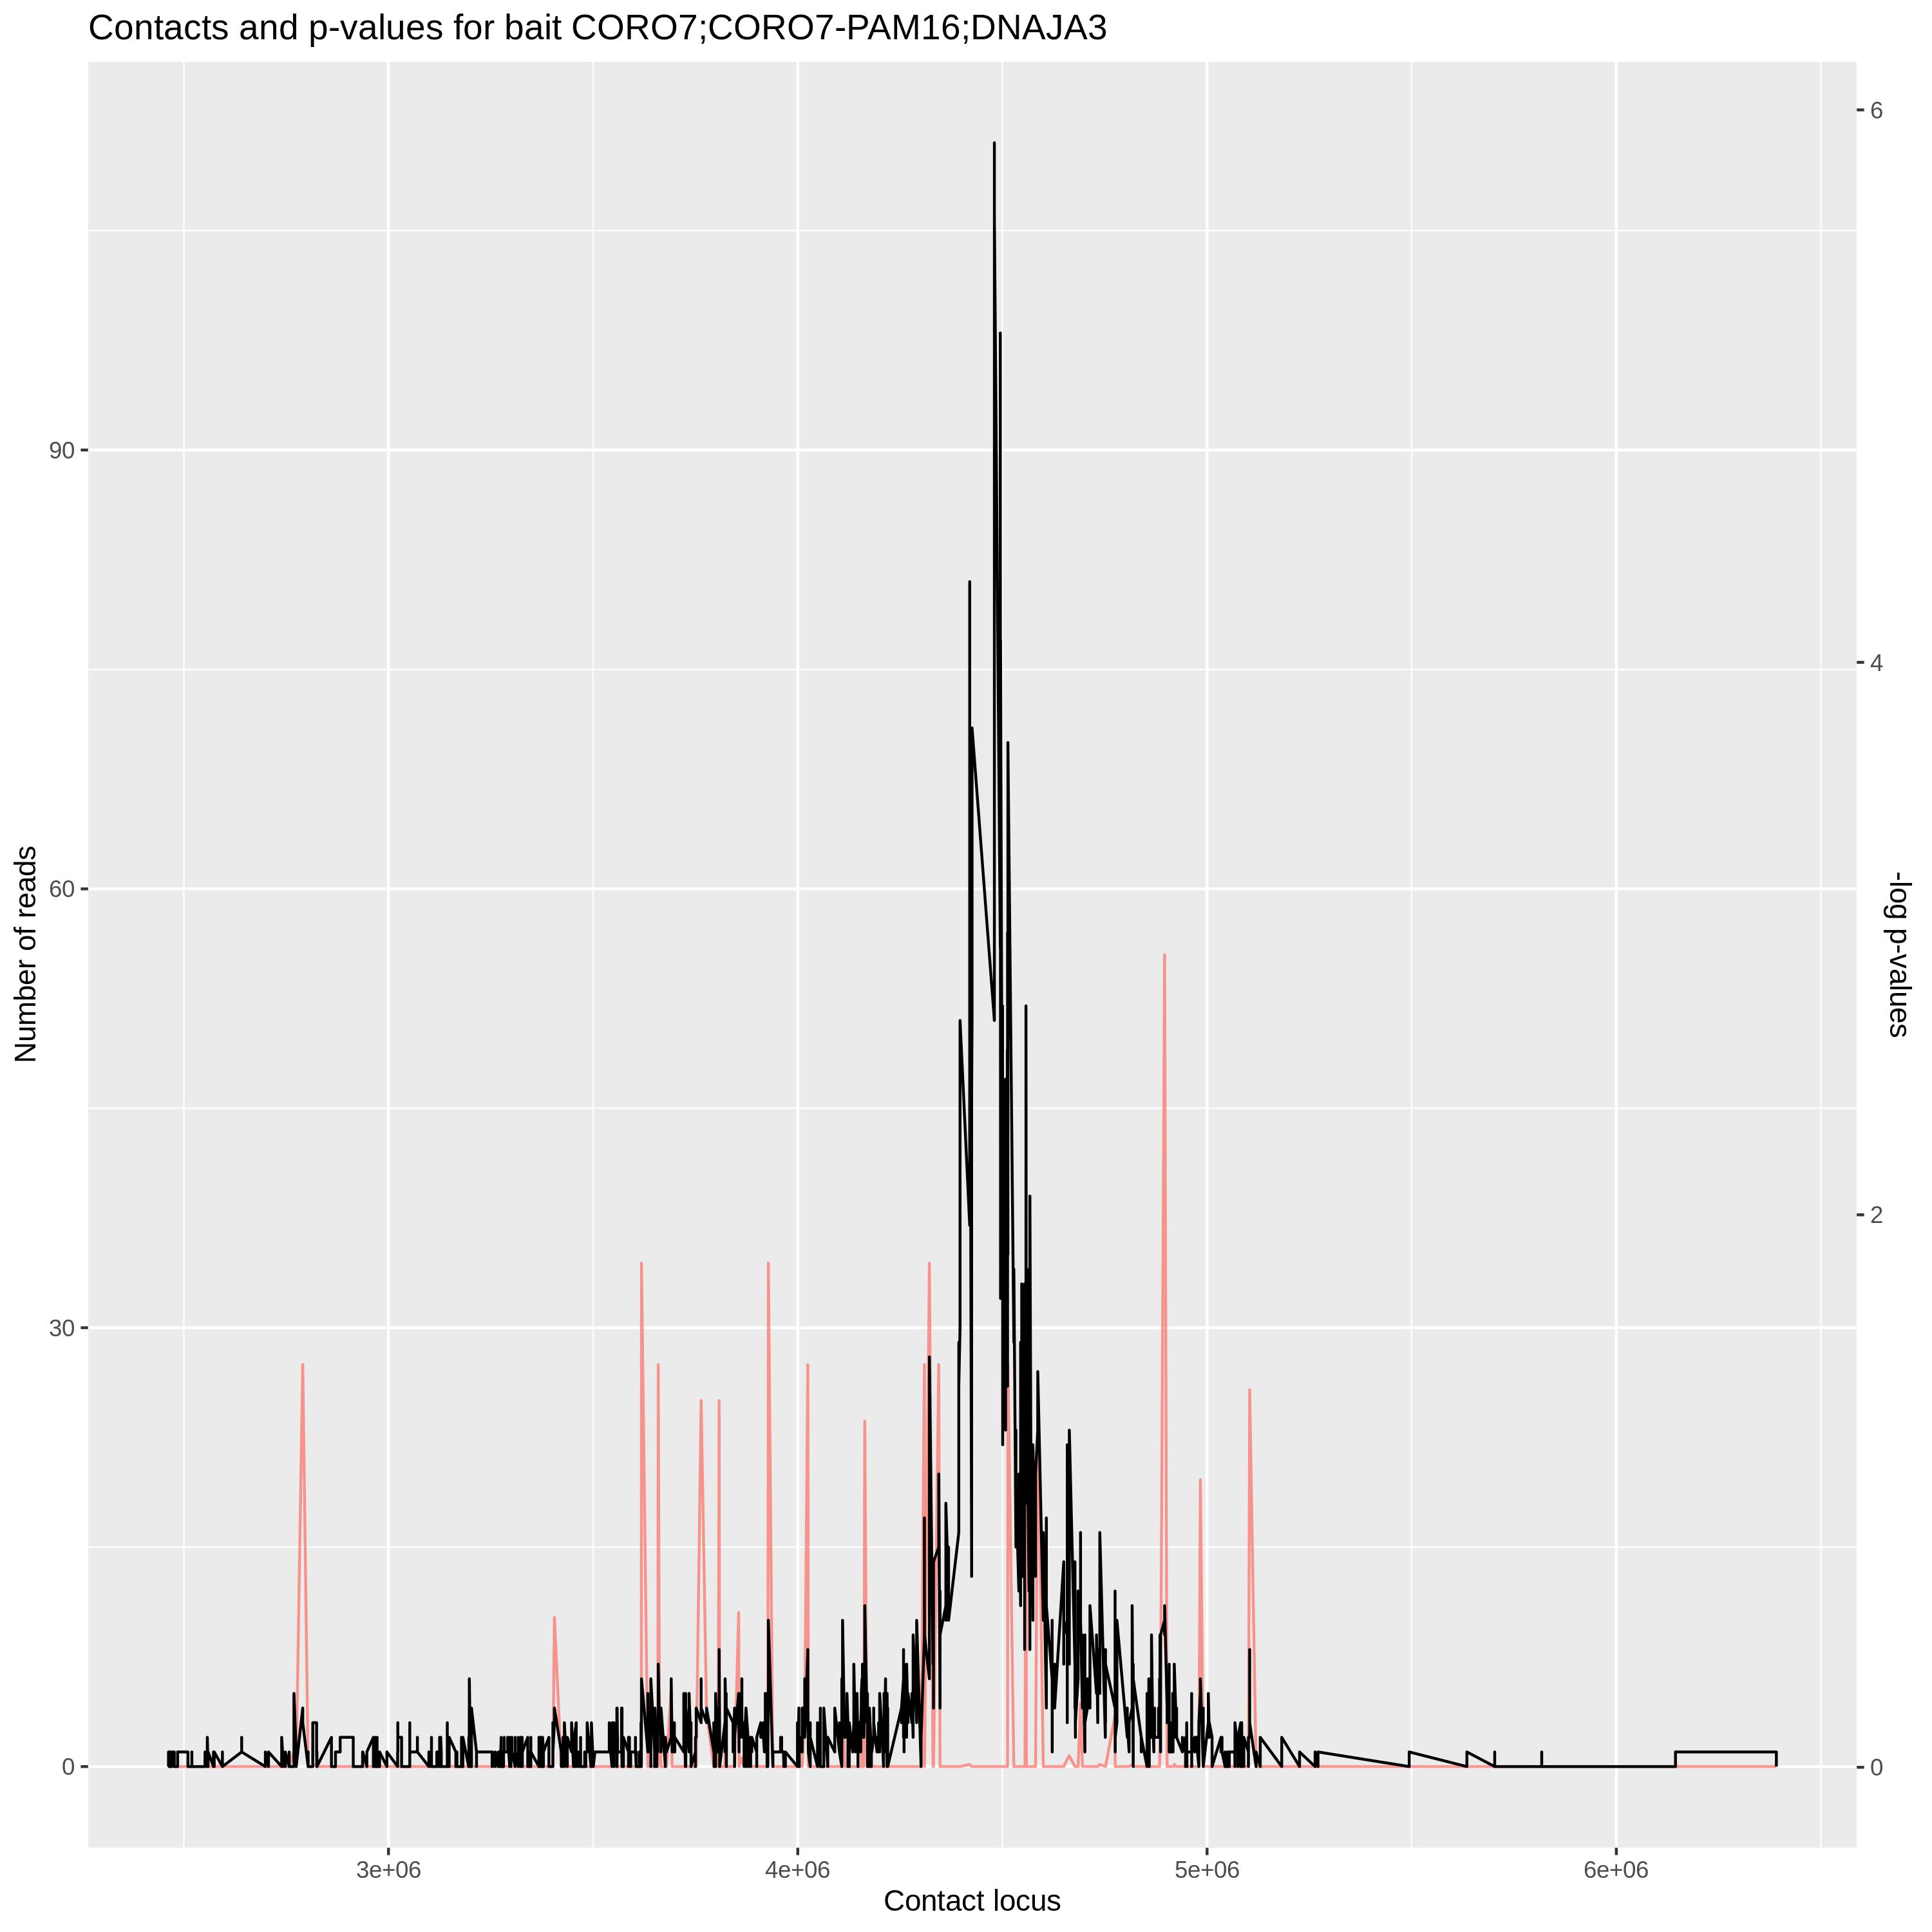 Contacts and p-values for bait CORO7;CORO7-PAM16;DNAJA3
Number of reads
90
60
30
0
6
4
2
0
-log p-values
3e+06
4e+06
5e+06
6e+06
Contact locus